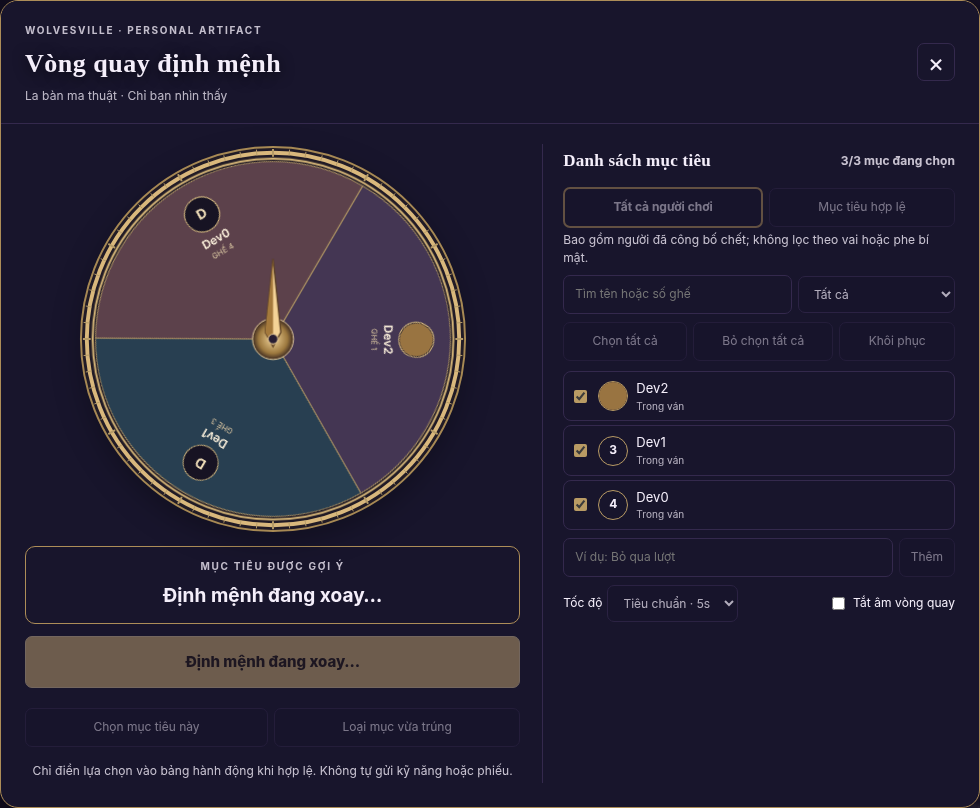 WOLVESVILLE · PERSONAL ARTIFACT
Vòng quay định mệnh
La bàn ma thuật · Chỉ bạn nhìn thấy
×
D
Dev0
GHẾ 4
Dev2
GHẾ 1
Dev1
GHẾ 3
D
MỤC TIÊU ĐƯỢC GỢI Ý
Định mệnh đang xoay...
Định mệnh đang xoay...
Chọn mục tiêu này
Loại mục vừa trúng
Chỉ điền lựa chọn vào bảng hành động khi hợp lệ. Không tự gửi kỹ năng hoặc phiếu.
Danh sách mục tiêu
3/3 mục đang chọn
Tất cả người chơi
Mục tiêu hợp lệ
Bao gồm người đã công bố chết; không lọc theo vai hoặc phe bí
mật.
Tìm tên hoặc số ghế
Tất cả
Chọn tất cả
Bỏ chọn tất cả
Khôi phục
Dev2
Trong ván
3
Dev1
Trong ván
4
Dev0
Trong ván
Ví dụ: Bỏ qua lượt
Thêm
Tốc độ
Tiêu chuẩn · 5s
Tắt âm vòng quay